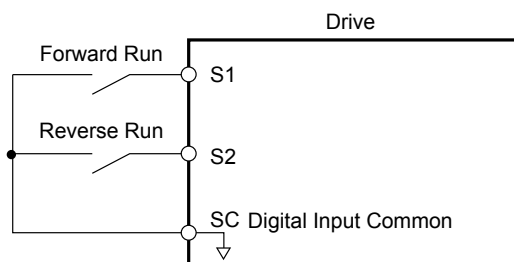 Drive
Forward Run
S1
Reverse Run
S2
SC Digital Input Common